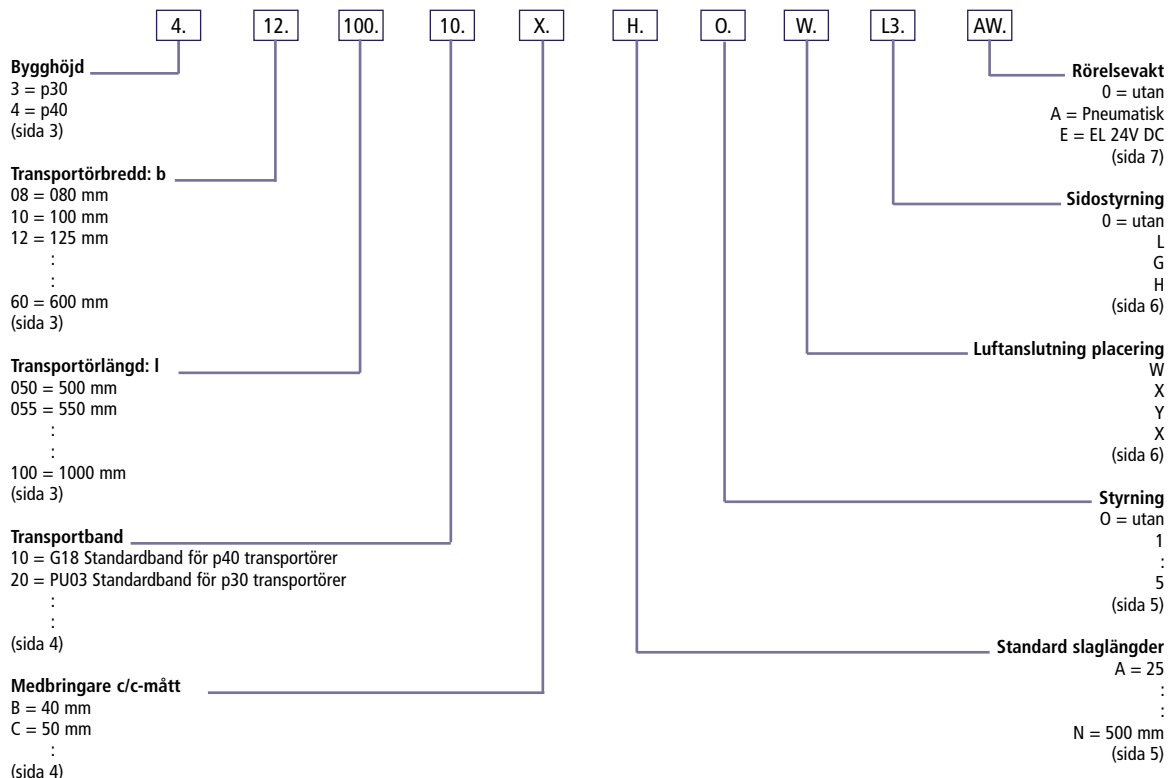 4. 12. 100. 10. X. H. O. W. L3. AW.
Bygghöjd
3 = p30
4 = p40
(sida 3)
Transportörbredd: b
08 = 080 mm
10 = 100 mm
12 = 125 mm
:
:
60 = 600 mm
(sida 3)
Transportörlängd: l
050 = 500 mm
055 = 550 mm
:
:
100 = 1000 mm
(sida 3)
Transportband
10 = G18 Standardband för p40 transportörer
20 = PU03 Standardband för p30 transportörer
:
:
(sida 4)
Medbringare c/c-mått
B = 40 mm
C = 50 mm
:
(sida 4)
Rörelsevakt
0 = utan
A = Pneumatisk
E = EL 24V DC
(sida 7)
Sidostyrning
0 = utan
L
G
H
(sida 6)
Luftanslutning placering
W
X
Y
X
(sida 6)
Styrning
O = utan
1
:
5
(sida 5)
Standard slaglängder
A = 25
:
:
N = 500 mm
(sida 5)